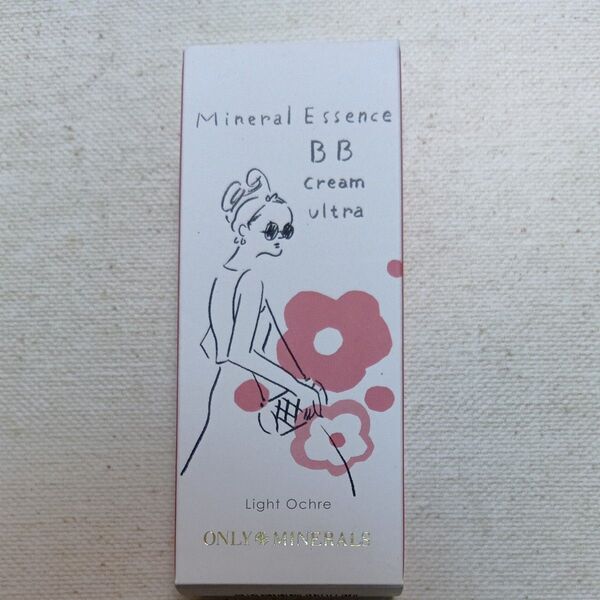 Mineral Essence
BB
cream
ultra
Light Ochre
ONLY MINERALS